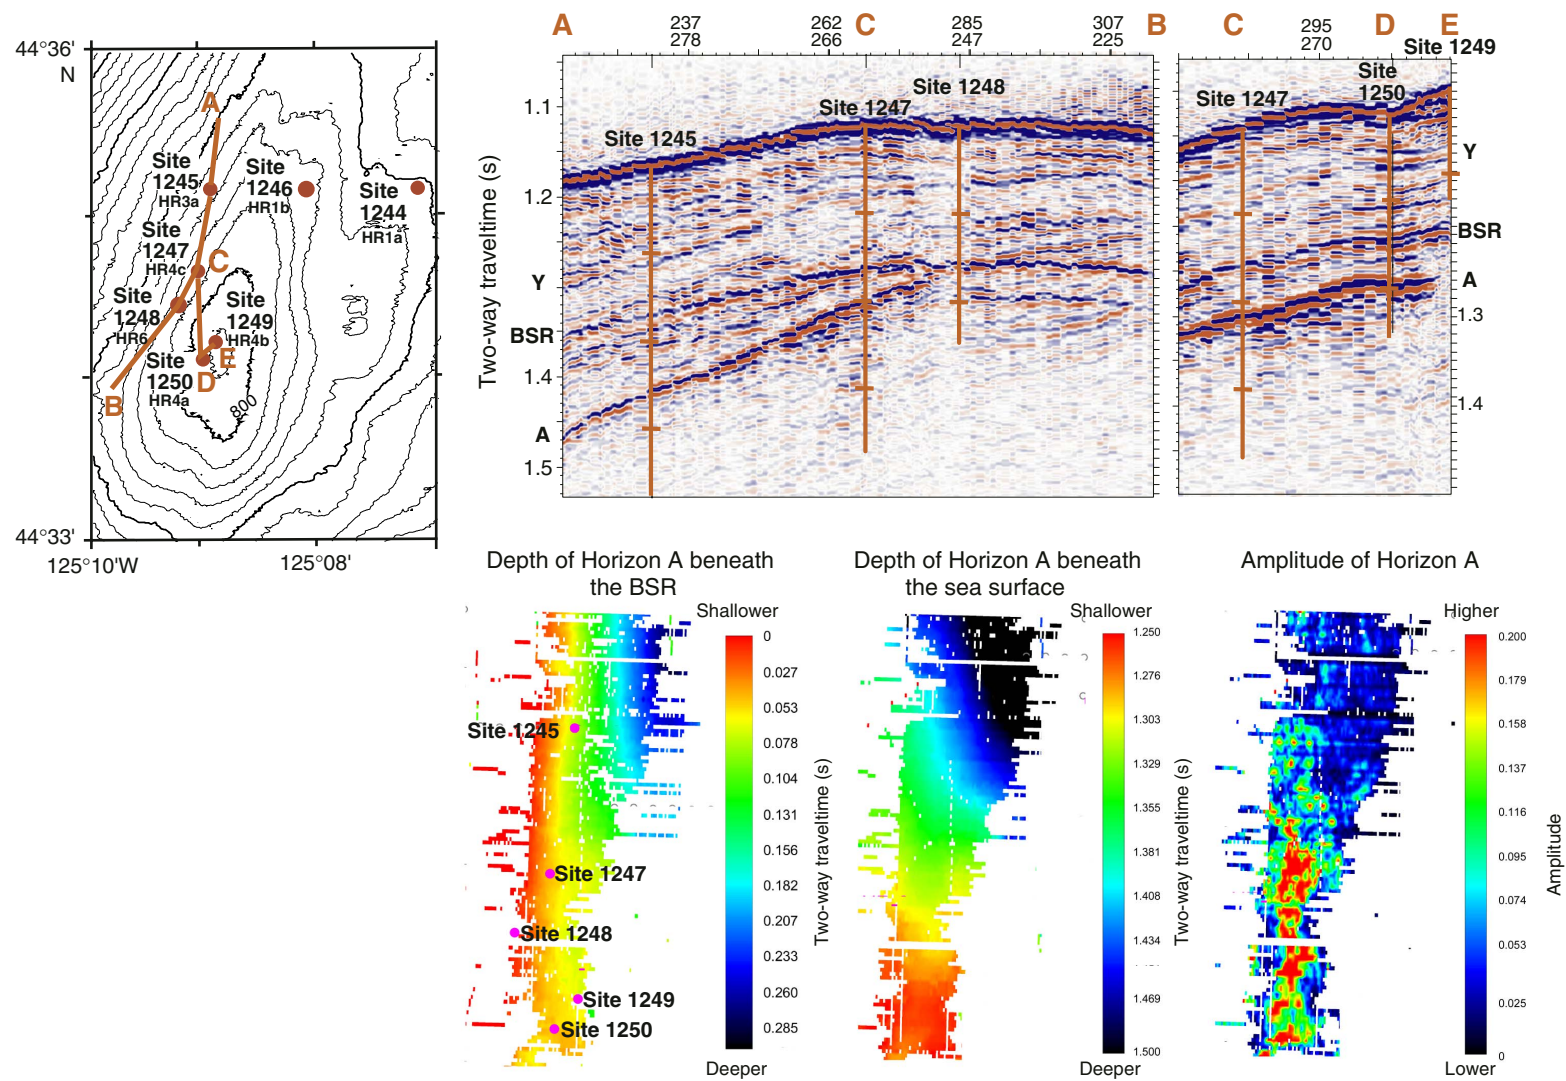 44°36'
N
A
Site
1245
HR3a
Site
1246
HR1b
Site
1244
HR1a
Site
1247
HR4c
C
Site
1248
HR6
Site
1249
HR4b
Site
1250
HR4a
E
D
B
800
44°33'
125°10'W
125°08'
A
237
278
262
266
C
285
247
307
225
B
Two-way traveltime (s)
1.1
1.2
1.4
1.5
Y
BSR
A
Site 1245
Site 1247
Site 1248
C
295
270
D
E
Site 1249
Site 1247
Site
1250
Y
BSR
A
1.3
1.4
Depth of Horizon A beneath
the BSR
Shallower
0
0.027
0.053
0.078
0.104
0.131
0.156
0.182
0.207
0.233
0.260
0.285
Deeper
Two-way traveltime (s)
Site 1245
Site 1247
Site 1248
Site 1249
Site 1250
Depth of Horizon A beneath
the sea surface
Shallower
1.250
1.276
1.303
1.329
1.355
1.381
1.408
1.434
1.469
1.500
Deeper
Two-way traveltime (s)
Amplitude of Horizon A
Higher
0.200
0.179
0.158
0.137
0.116
0.095
0.074
0.053
0.025
0
Lower
Amplitude